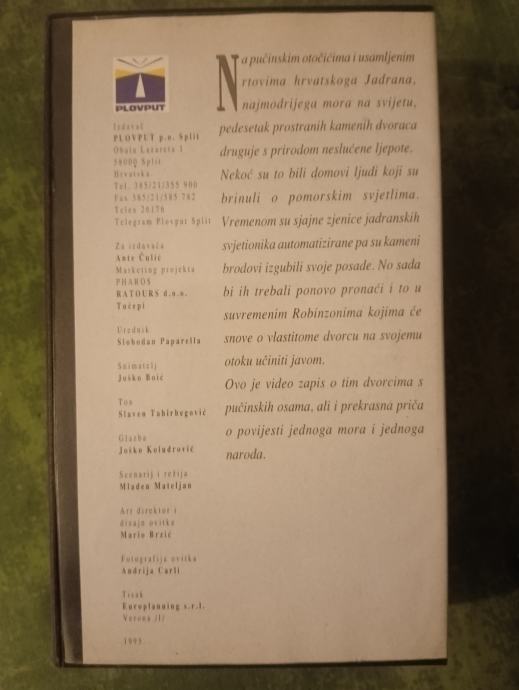 PLOVPUT
Izdavač
PLOVPUT p.o. Split
Obala Lazareta 1
58000 Split
Hrvatska
Tel. 385/21/355 900
Fax 385/21/585 782
Telex 26176
Telegram Plovput Split
Za izdavača
Ante Čulić
Marketing projekta
PHAROS
RATOURS d.o.o.
Tučepi
Urednik
Slobodan Paparella
Snimatelj
Joško Boić
Ton
Slaven Tahirbegović
Glazba
Joško Koludrović
Scenarij i režija
Mladen Mateljan
Art direktor i
dizajn ovitka
Mario Brzić
Fotografija ovitka
Andrija Carli
Tisak
Europlanning s.r.l.
Verona /I/
1993.
Na pučinskim otočićima i usamljenim
rtovima hrvatskoga Jadrana,
najmodrijega mora na svijetu,
pedesetak prostranih kamenih dvoraca
druguje s prirodom neslućene ljepote.
Nekoć su to bili domovi ljudi koji su
brinuli o pomorskim svjetlima.
Vremenom su sjajne zjenice jadranskih
svjetionika automatizirane pa su kameni
brodovi izgubili svoje posade. No sada
bi ih trebali ponovo pronaći i to u
suvremenim Robinzonima kojima će
snove o vlastitome dvorcu na svojemu
otoku učiniti javom.
Ovo je video zapis o tim dvorcima s
pučinskih osama, ali i prekrasna priča
o povijesti jednoga mora i jednoga
naroda.